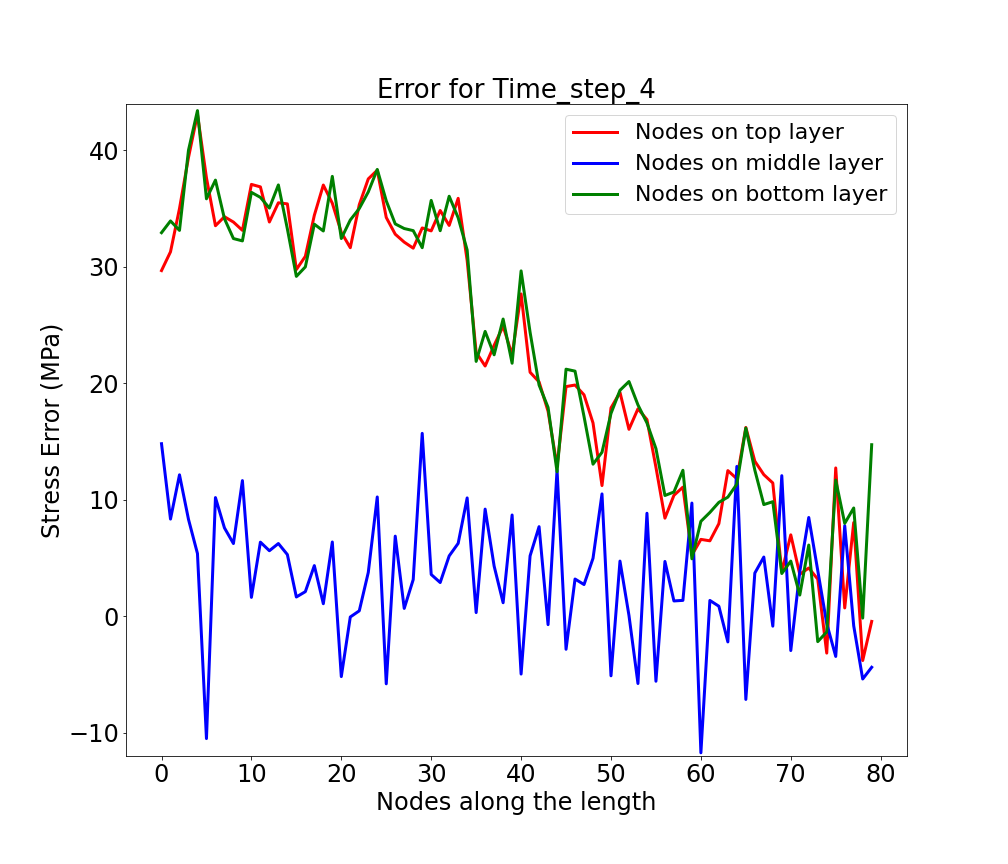 Error for Time_step_4
Nodes on top layer
Nodes on middle layer
Nodes on bottom layer
Stress Error (MPa)
40
30
20
10
0
−10
0 10 20 30 40 50 60 70 80
Nodes along the length